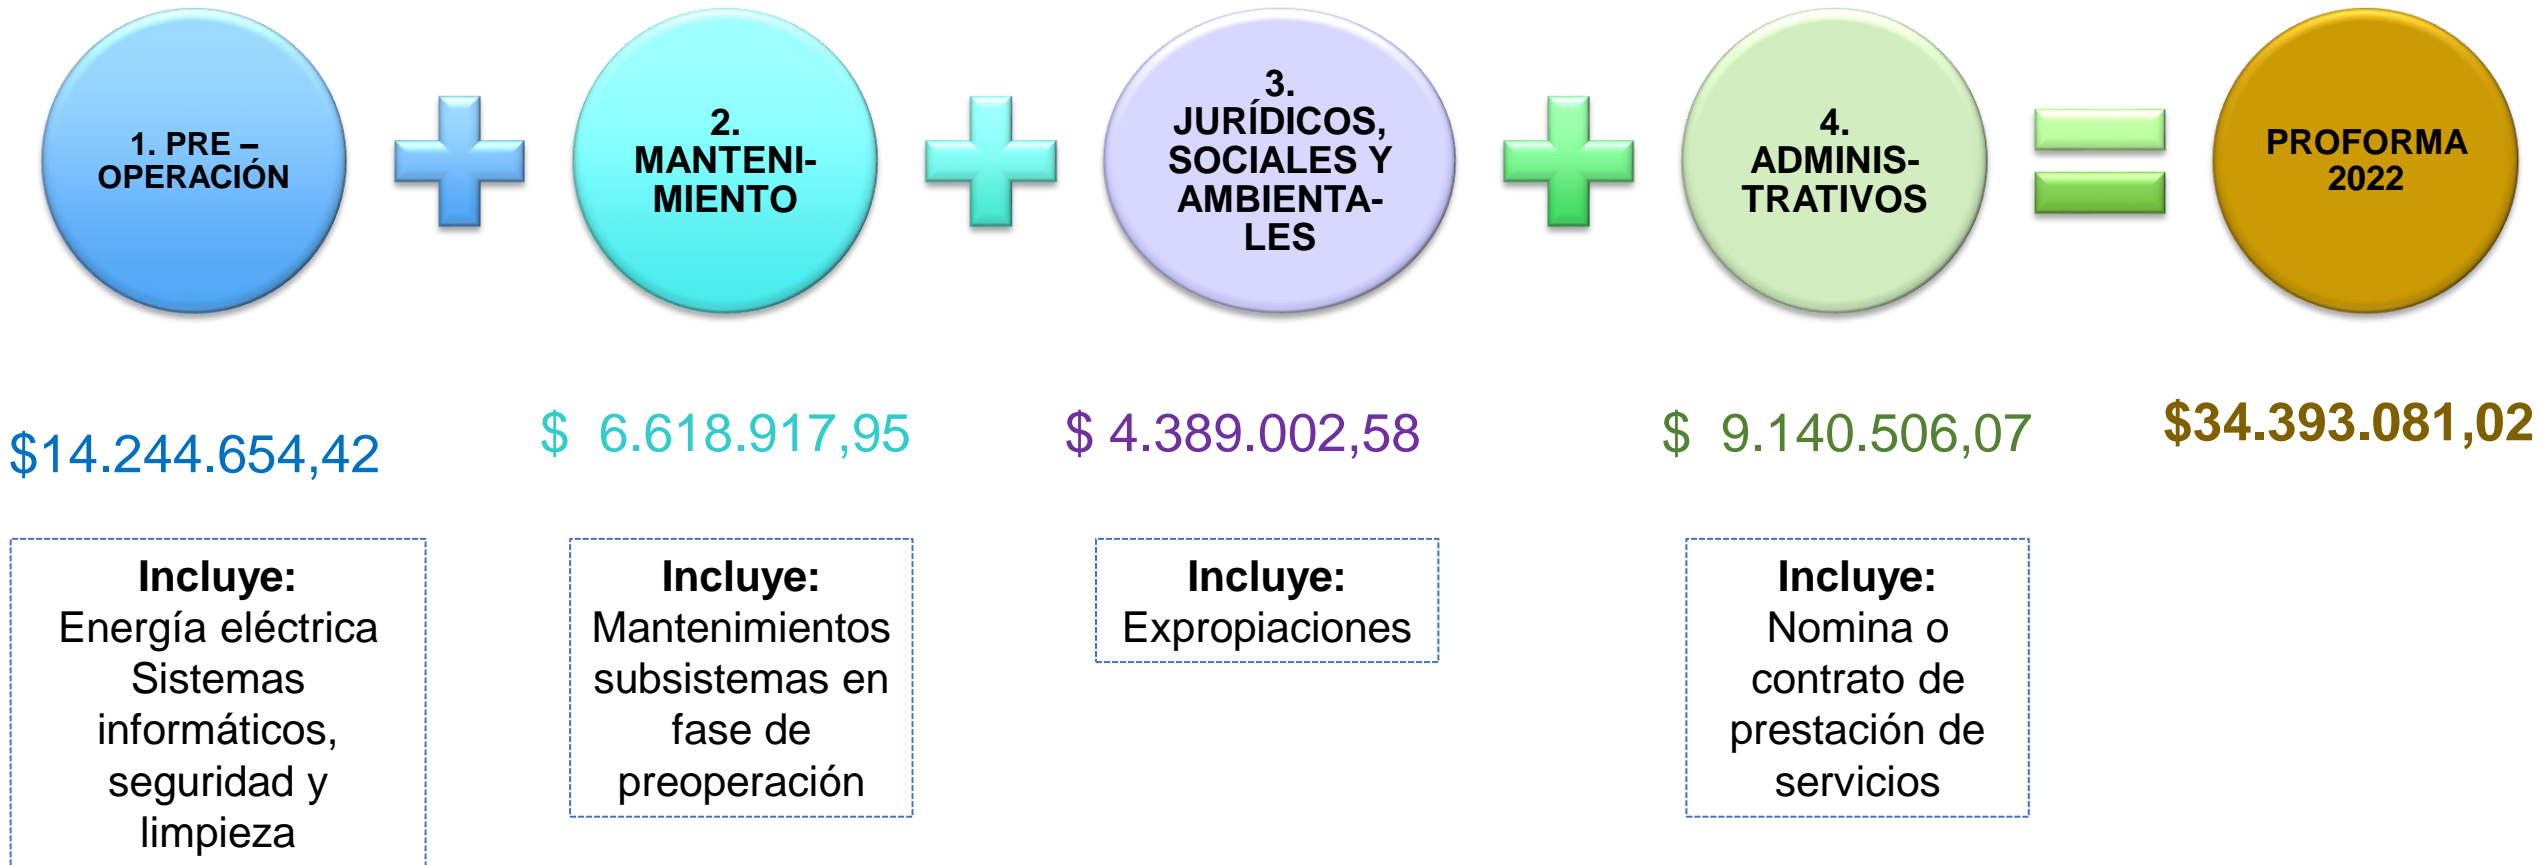 1. PRE –
OPERACIÓN
2.
MANTENI-
MIENTO
3.
JURÍDICOS,
SOCIALES Y
AMBIENTA-
LES
4.
ADMINIS-
TRATIVOS
PROFORMA
2022
$14.244.654,42
$ 6.618.917,95
$ 4.389.002,58
$ 9.140.506,07
$34.393.081,02
Incluye:
Energía eléctrica
Sistemas
informáticos,
seguridad y
limpieza
Incluye:
Mantenimientos
subsistemas en
fase de
preoperación
Incluye:
Expropiaciones
Incluye:
Nomina o
contrato de
prestación de
servicios